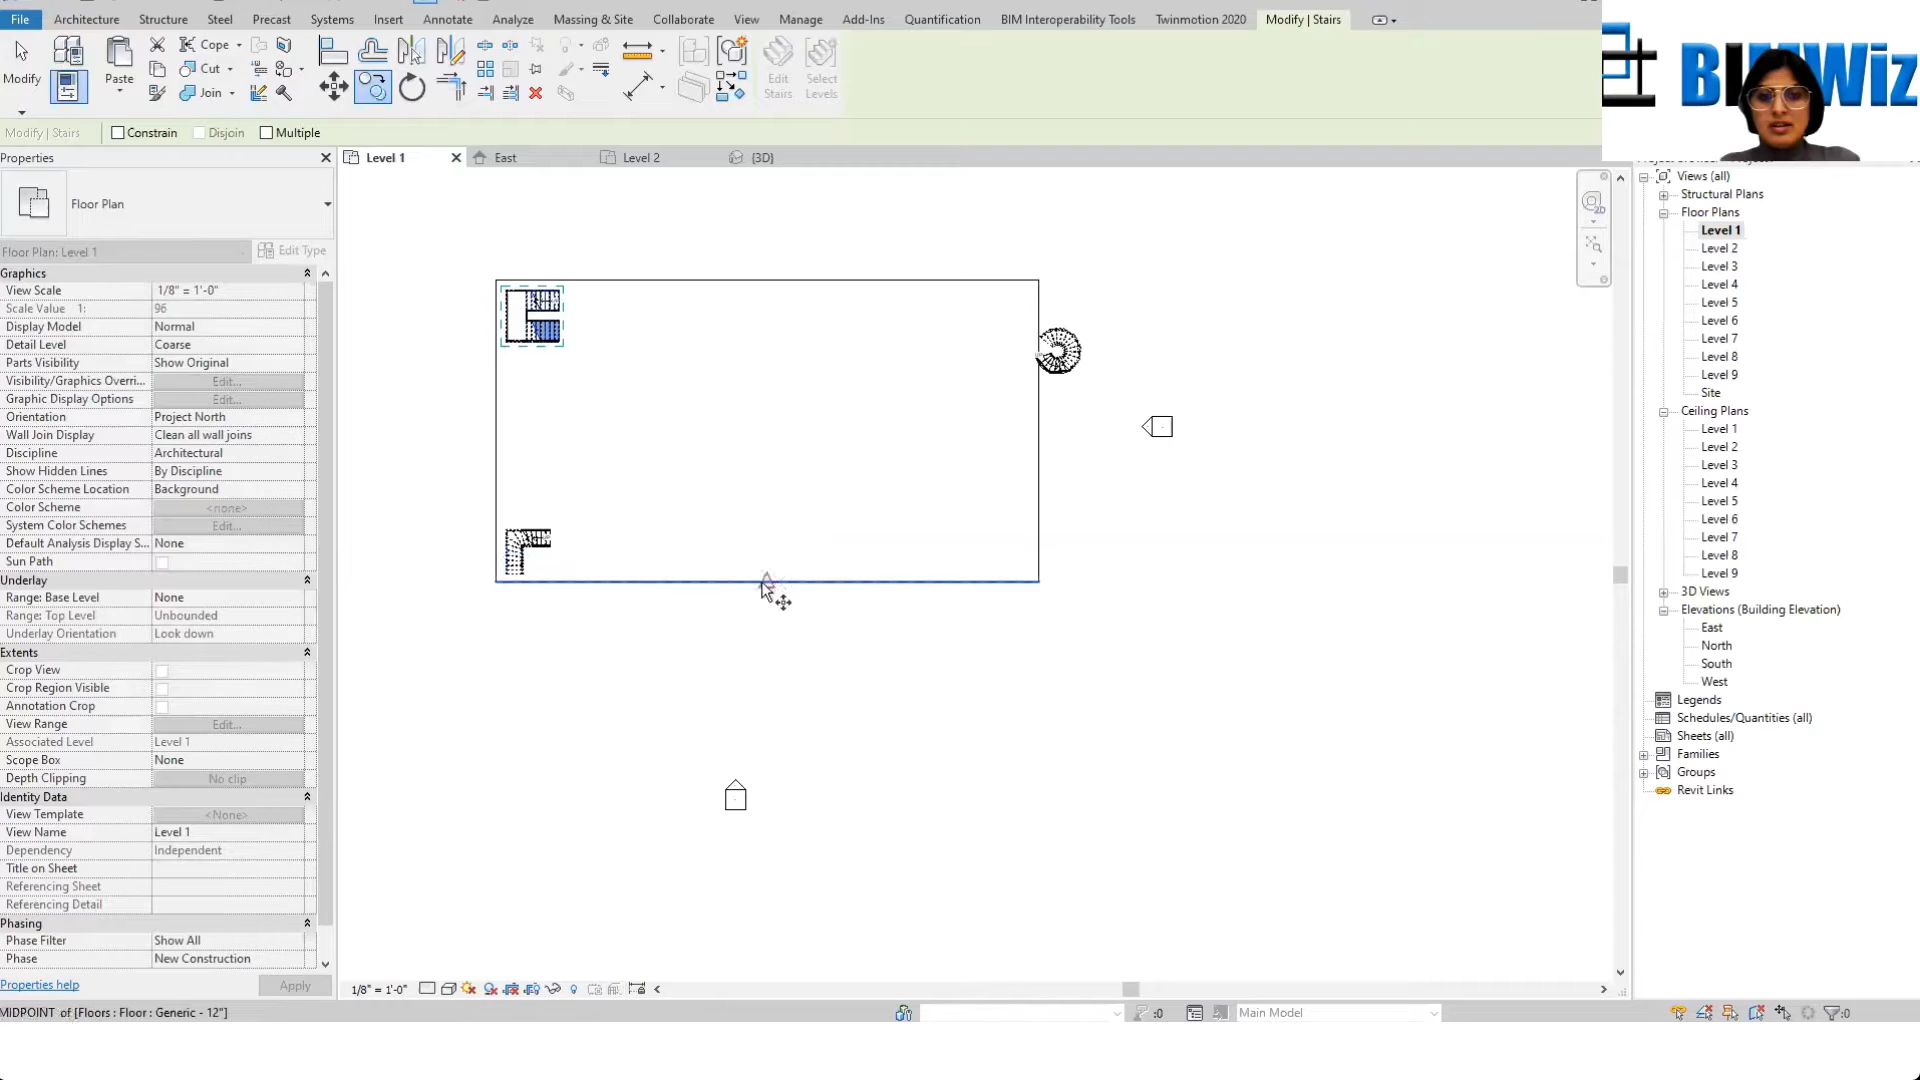 File Architecture Structure Steel Precast Systems Insert Annotate Analyze Massing & Site Collaborate View Manage Add-Ins Quantification BIM Interoperability Tools Twinmotion 2020 Modify | Stairs
Cope
Cut
Join
Modify
Paste
Edit
Stairs
Select
Levels
Modify | Stairs Constrain Disjoin Multiple
Properties
Level 1 East Level 2 {3D}
Floor Plan
Floor Plan: Level 1 Edit Type
Graphics
View Scale 1/8" = 1'-0"
Scale Value 1: 96
Display Model Normal
Detail Level Coarse
Parts Visibility Show Original
Visibility/Graphics Overri... Edit...
Graphic Display Options Edit...
Orientation Project North
Wall Join Display Clean all wall joins
Discipline Architectural
Show Hidden Lines By Discipline
Color Scheme Location Background
Color Scheme <none>
System Color Schemes Edit...
Default Analysis Display S... None
Sun Path
Underlay
Range: Base Level None
Range: Top Level Unbounded
Underlay Orientation Look down
Extents
Crop View
Crop Region Visible
Annotation Crop
View Range Edit...
Associated Level Level 1
Scope Box None
Depth Clipping No clip
Identity Data
View Template <None>
View Name Level 1
Dependency Independent
Title on Sheet
Referencing Sheet
Referencing Detail
Phasing
Phase Filter Show All
Phase New Construction
Properties help Apply
1/8" = 1'-0"
MIDPOINT of [Floors : Floor : Generic - 12"]
:0 Main Model :0
Views (all)
Structural Plans
Floor Plans
Level 1
Level 2
Level 3
Level 4
Level 5
Level 6
Level 7
Level 8
Level 9
Site
Ceiling Plans
Level 1
Level 2
Level 3
Level 4
Level 5
Level 6
Level 7
Level 8
Level 9
3D Views
Elevations (Building Elevation)
East
North
South
West
Legends
Schedules/Quantities (all)
Sheets (all)
Families
Groups
Revit Links
2D